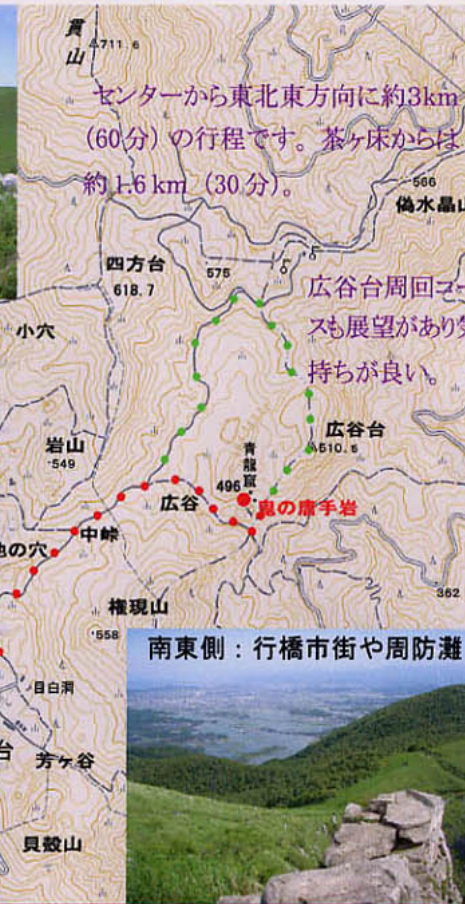 貫山
711.6
センターから東北東方向に約3km
(60分)の行程です。茶ヶ床からは
約1.6km (30分)。
566
偽水晶山
四方台
618.7
575
広谷台周回コー
スも展望があり気
持ちが良い。
小穴
岩山
549
広谷台
510.5
青龍窟
496
広谷
鬼の唐手岩
の穴
中峠
362
権現山
558
南東側:行橋市街や周防灘
目白洞
台
芳ヶ谷
貝殻山